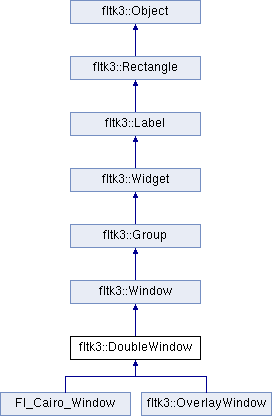 fltk3::Object
fltk3::Rectangle
fltk3::Label
fltk3::Widget
fltk3::Group
fltk3::Window
fltk3::DoubleWindow
Fl_Cairo_Window
fltk3::OverlayWindow